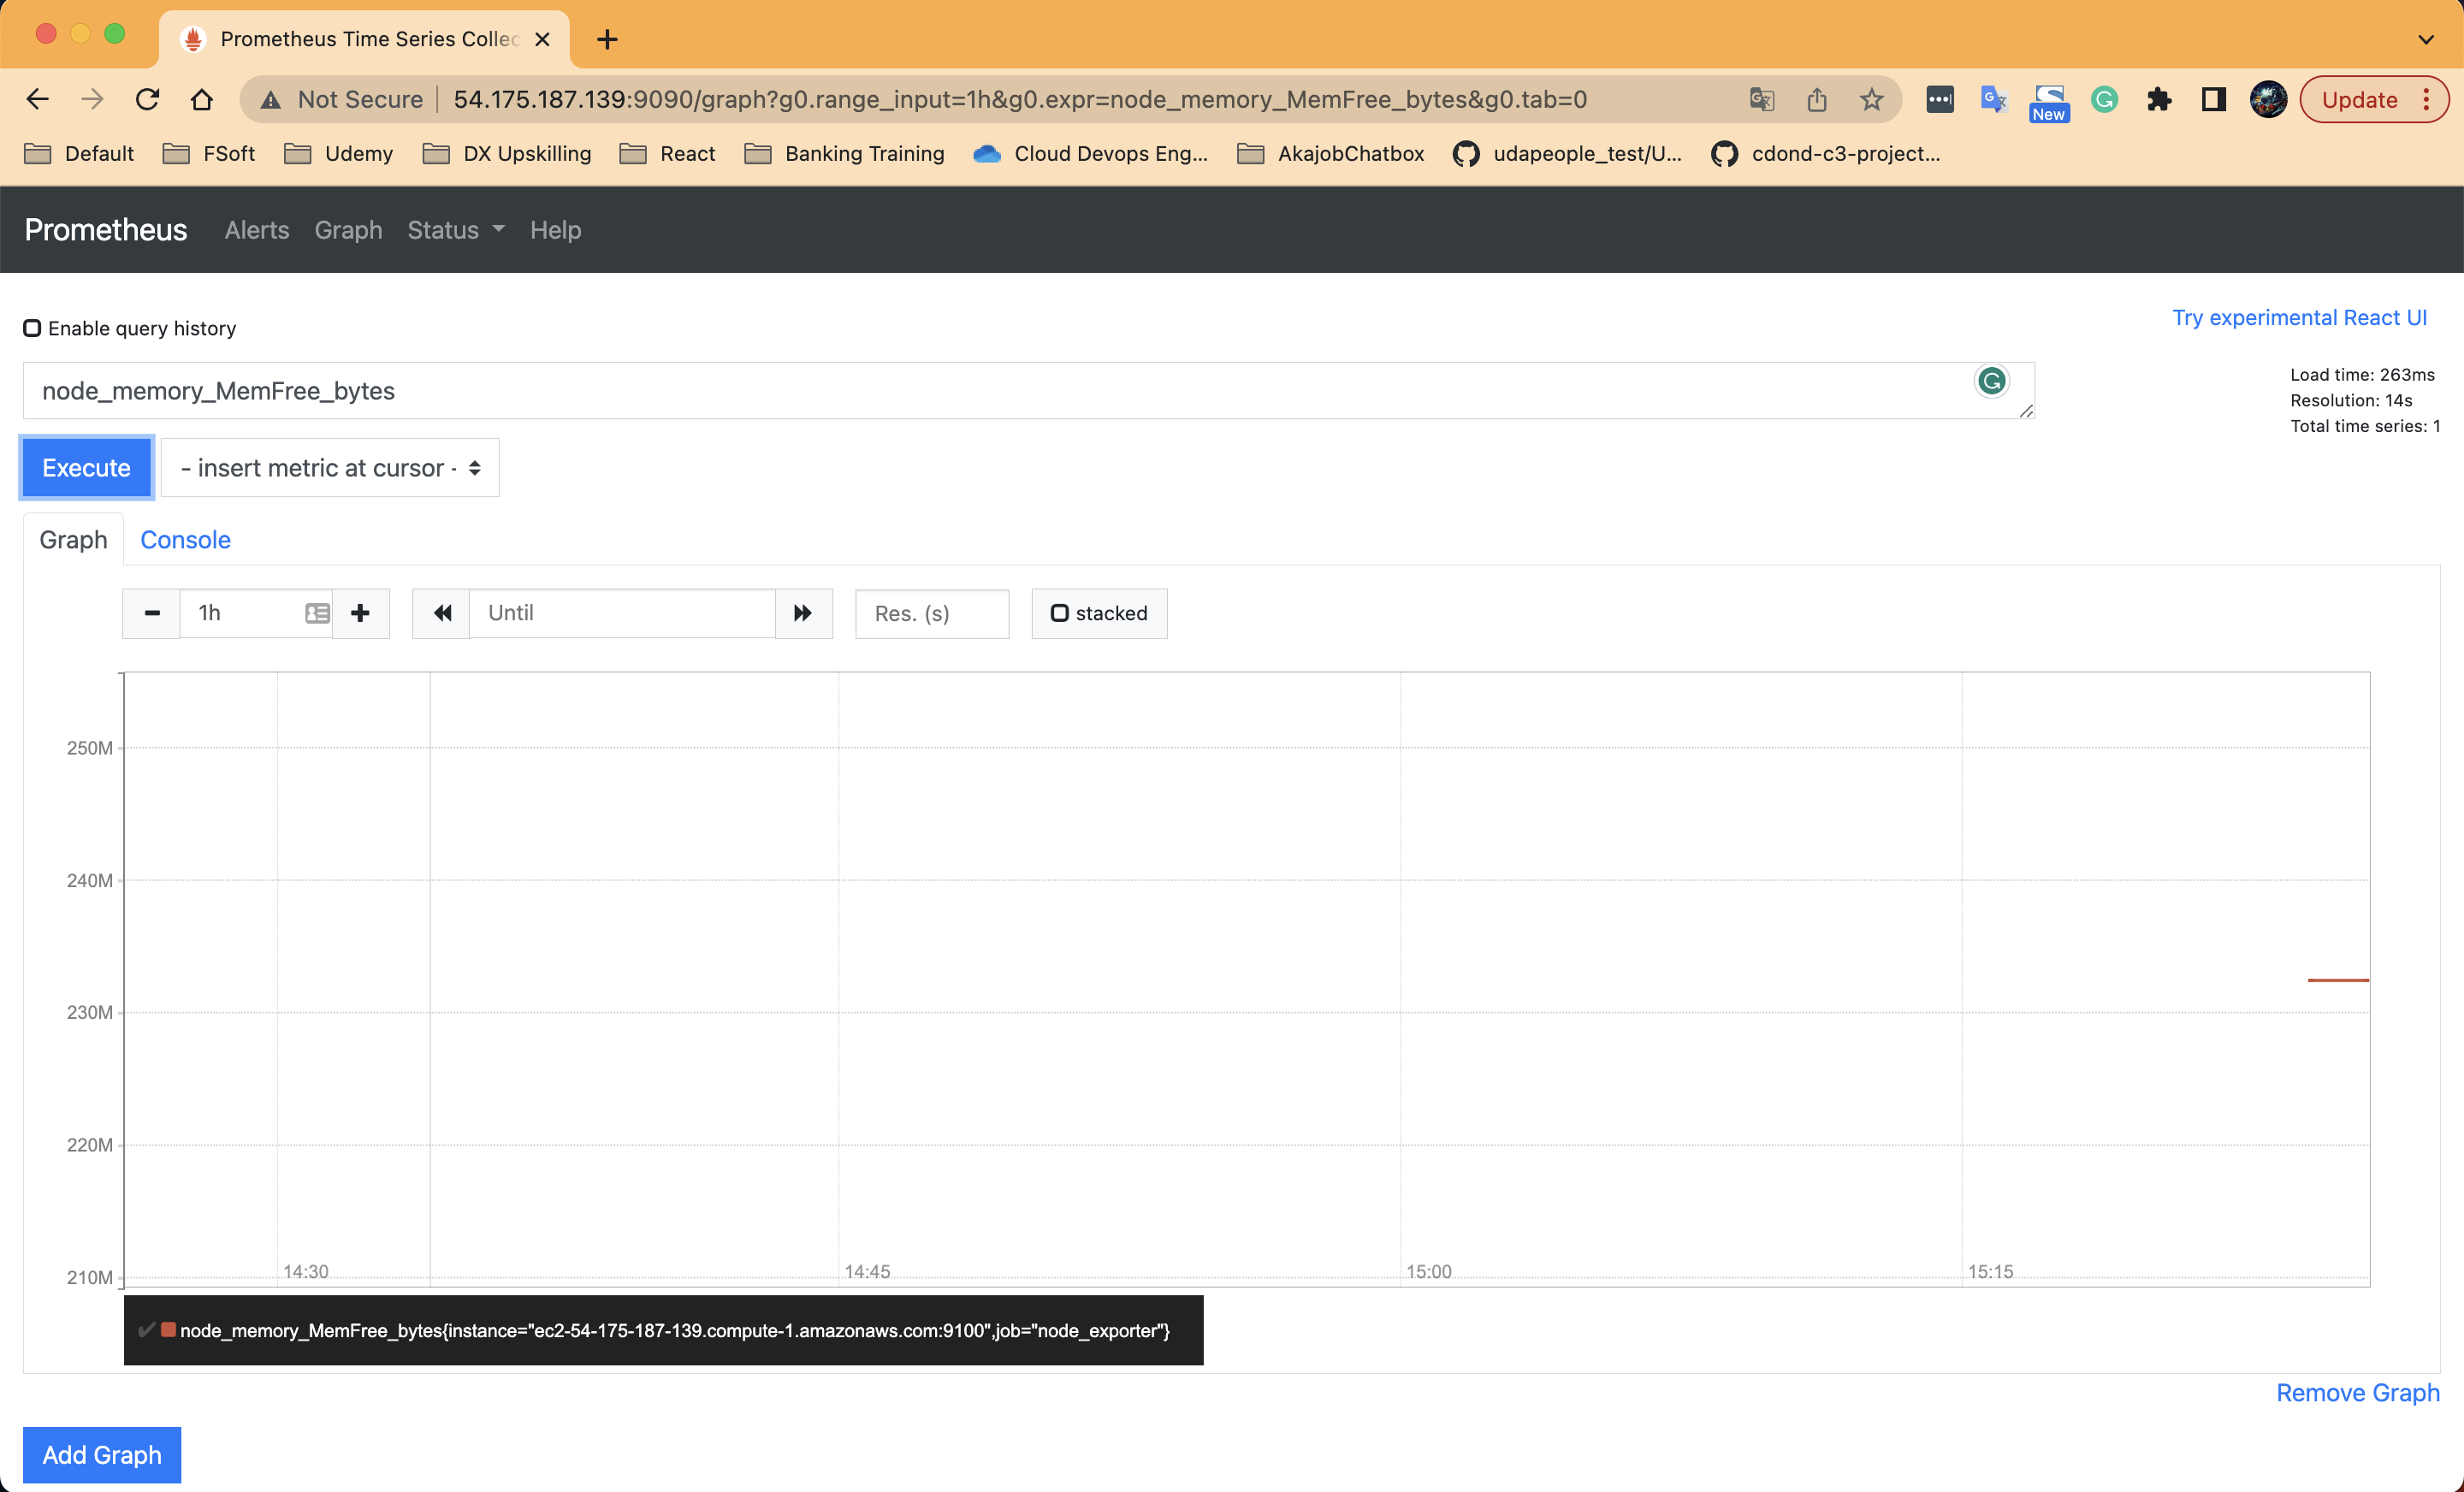 Prometheus Time Series Collec
Not Secure 54.175.187.139:9090/graph?g0.range_input=1h&g0.expr=node_memory_MemFree_bytes&g0.tab=0 New Update
Default FSoft Udemy DX Upskilling React Banking Training Cloud Devops Eng... AkajobChatbox udapeople_test/U... cdond-c3-project...
Prometheus Alerts Graph Status Help
Enable query history
Try experimental React UI
node_memory_MemFree_bytes
Load time: 263ms
Resolution: 14s
Total time series: 1
Execute - insert metric at cursor -
Graph Console
1h Until Res. (s) stacked
250M
240M
230M
220M
210M
14:30 14:45 15:00 15:15
node_memory_MemFree_bytes{instance="ec2-54-175-187-139.compute-1.amazonaws.com:9100",job="node_exporter"}
Remove Graph
Add Graph